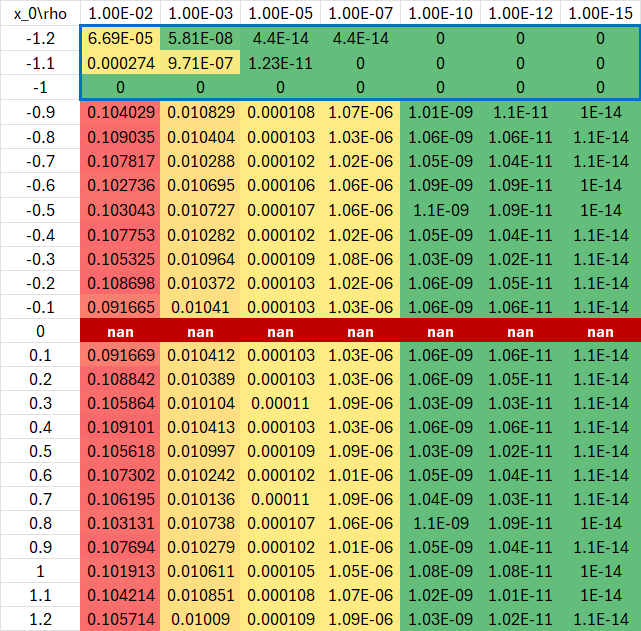 x_0\rho 1.00E-02 1.00E-03 1.00E-05 1.00E-07 1.00E-10 1.00E-12 1.00E-15
-1.2 6.69E-05 5.81E-08 4.4E-14 4.4E-14 0 0 0
-1.1 0.000274 9.71E-07 1.23E-11 0 0 0 0
-1 0 0 0 0 0 0 0
-0.9 0.104029 0.010829 0.000108 1.07E-06 1.01E-09 1.1E-11 1E-14
-0.8 0.109035 0.010404 0.000103 1.03E-06 1.06E-09 1.06E-11 1.1E-14
-0.7 0.107817 0.010288 0.000102 1.02E-06 1.05E-09 1.04E-11 1.1E-14
-0.6 0.102736 0.010695 0.000106 1.06E-06 1.09E-09 1.09E-11 1E-14
-0.5 0.103043 0.010727 0.000107 1.06E-06 1.1E-09 1.09E-11 1E-14
-0.4 0.107753 0.010282 0.000102 1.02E-06 1.05E-09 1.04E-11 1.1E-14
-0.3 0.105325 0.010964 0.000109 1.08E-06 1.03E-09 1.02E-11 1.1E-14
-0.2 0.108698 0.010372 0.000103 1.02E-06 1.06E-09 1.05E-11 1.1E-14
-0.1 0.091665 0.01041 0.000103 1.03E-06 1.06E-09 1.06E-11 1.1E-14
0 nan nan nan nan nan nan nan
0.1 0.091669 0.010412 0.000103 1.03E-06 1.06E-09 1.06E-11 1.1E-14
0.2 0.108842 0.010389 0.000103 1.03E-06 1.06E-09 1.05E-11 1.1E-14
0.3 0.105864 0.010104 0.00011 1.09E-06 1.03E-09 1.03E-11 1.1E-14
0.4 0.109101 0.010413 0.000103 1.03E-06 1.06E-09 1.06E-11 1.1E-14
0.5 0.105618 0.010997 0.000109 1.09E-06 1.03E-09 1.02E-11 1.1E-14
0.6 0.107302 0.010242 0.000102 1.01E-06 1.05E-09 1.04E-11 1.1E-14
0.7 0.106195 0.010136 0.00011 1.09E-06 1.04E-09 1.03E-11 1.1E-14
0.8 0.103131 0.010738 0.000107 1.06E-06 1.1E-09 1.09E-11 1E-14
0.9 0.107694 0.010279 0.000102 1.01E-06 1.05E-09 1.04E-11 1.1E-14
1 0.101913 0.010611 0.000105 1.05E-06 1.08E-09 1.08E-11 1E-14
1.1 0.104214 0.010851 0.000108 1.07E-06 1.02E-09 1.01E-11 1E-14
1.2 0.105714 0.01009 0.000109 1.09E-06 1.03E-09 1.02E-11 1.1E-14